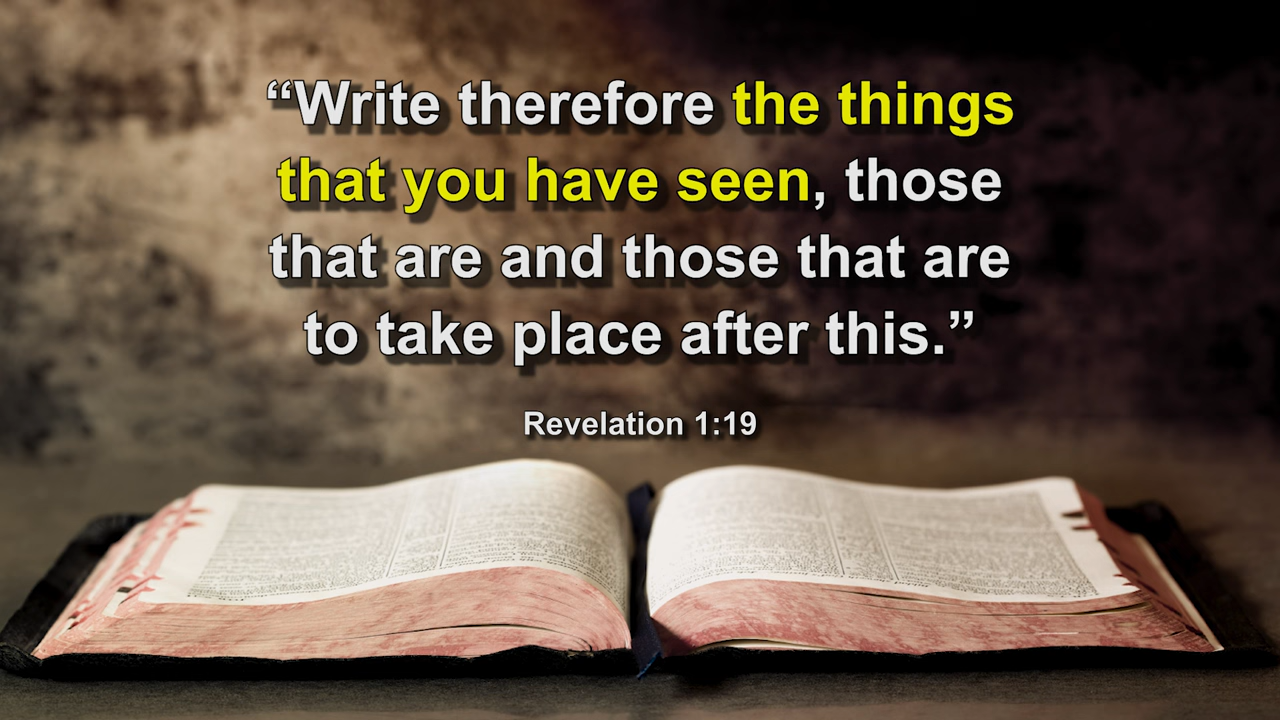 “Write therefore the things
that you have seen, those
that are and those that are
to take place after this.”
Revelation 1:19